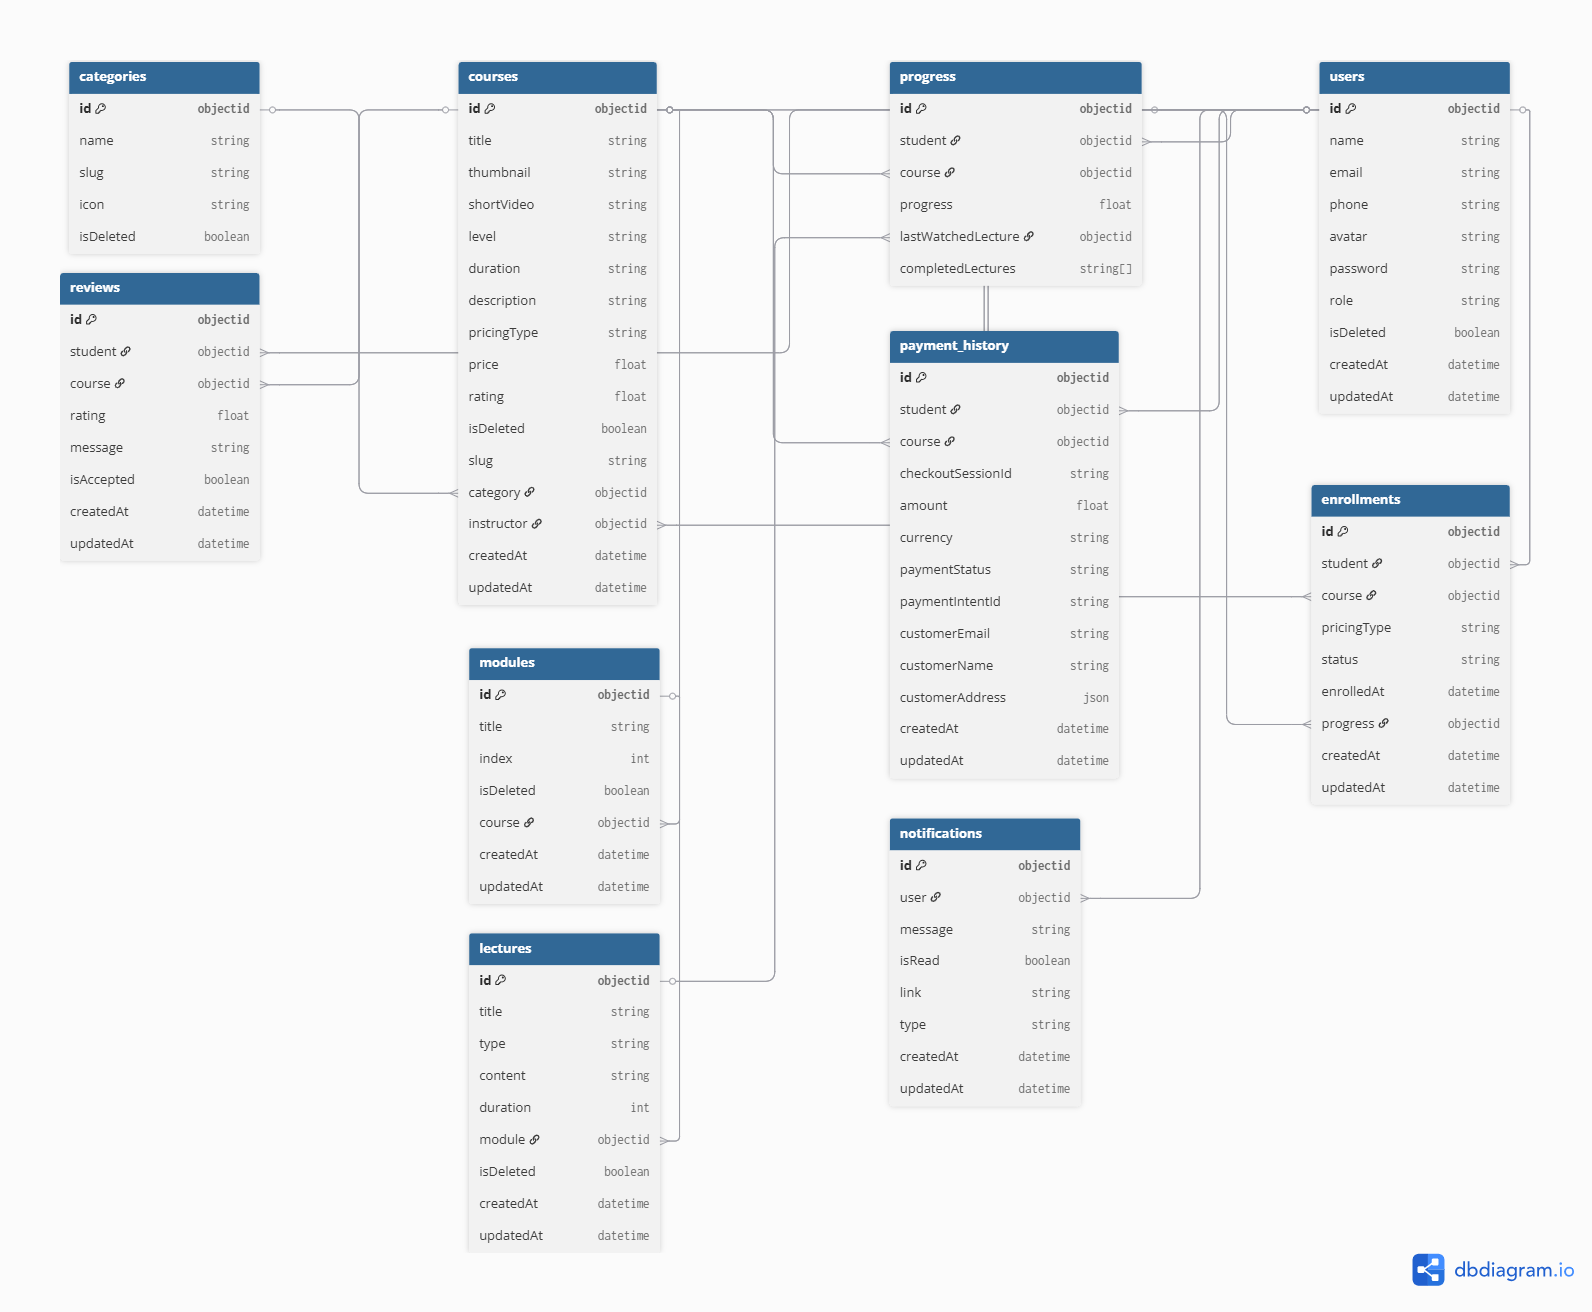 categories
id objectid
name string
slug string
icon string
isDeleted boolean
reviews
id objectid
student objectid
course objectid
rating float
message string
isAccepted boolean
createdAt datetime
updatedAt datetime
courses
id objectid
title string
thumbnail string
shortVideo string
level string
duration string
description string
pricingType string
price float
rating float
isDeleted boolean
slug string
category objectid
instructor objectid
createdAt datetime
updatedAt datetime
modules
id objectid
title string
index int
isDeleted boolean
course objectid
createdAt datetime
updatedAt datetime
lectures
id objectid
title string
type string
content string
duration int
module objectid
isDeleted boolean
createdAt datetime
updatedAt datetime
progress
id objectid
student objectid
course objectid
progress float
lastWatchedLecture objectid
completedLectures string[]
payment_history
id objectid
student objectid
course objectid
checkoutSessionId string
amount float
currency string
paymentStatus string
paymentIntentId string
customerEmail string
customerName string
customerAddress json
createdAt datetime
updatedAt datetime
notifications
id objectid
user objectid
message string
isRead boolean
link string
type string
createdAt datetime
updatedAt datetime
users
id objectid
name string
email string
phone string
avatar string
password string
role string
isDeleted boolean
createdAt datetime
updatedAt datetime
enrollments
id objectid
student objectid
course objectid
pricingType string
status string
enrolledAt datetime
progress objectid
createdAt datetime
updatedAt datetime
dbdiagram.io